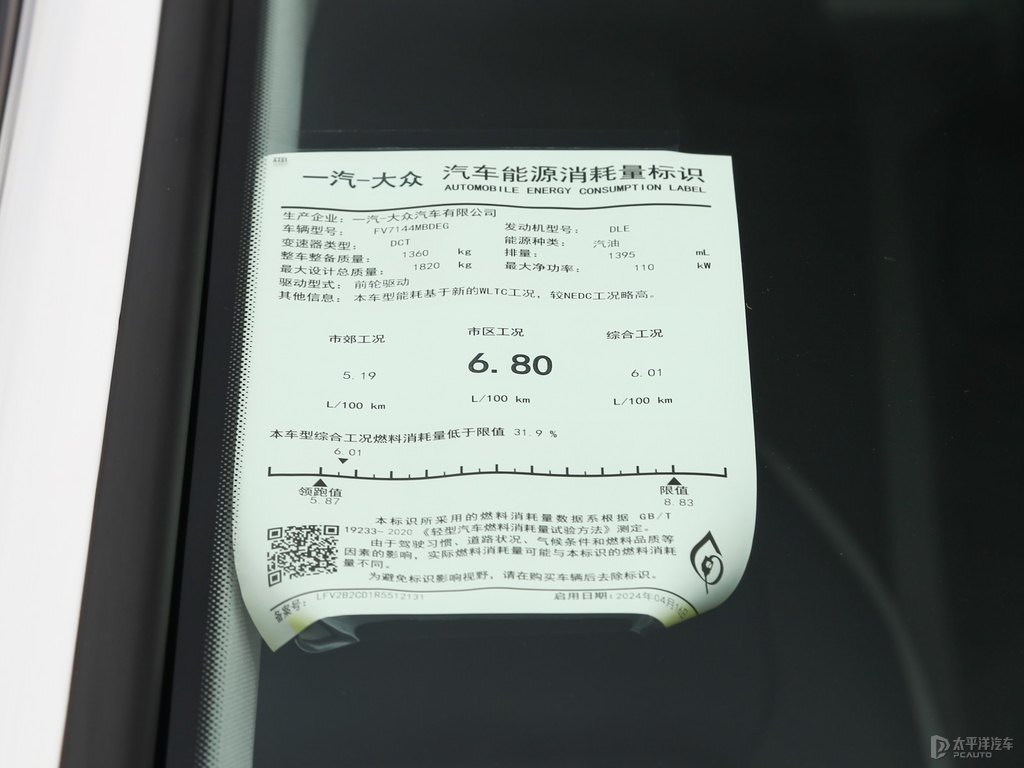 一汽-大众 汽车能源消耗量标识
AUTOMOBILE ENERGY CONSUMPTION LABEL
生产企业：一汽-大众汽车有限公司
车辆型号： FV7144MBDEG 发动机型号： DLE
变速器类型： DCT 能源种类： 汽油
整车整备质量： 1360 kg 排量： 1395 mL
最大设计总质量： 1820 kg 最大净功率： 110 kW
驱动型式： 前轮驱动
其他信息： 本车型能耗基于新的WLTC工况，较NEDC工况略高。
市郊工况 市区工况 综合工况
5.19 6.80 6.01
L/100 km L/100 km L/100 km
本车型综合工况燃料消耗量低于限值 31.9 %
6.01
领跑值 限值
5.87 8.83
本标识所采用的燃料消耗量数据系根据 GB/T
19233-2020《轻型汽车燃料消耗量试验方法》测定。
由于驾驶习惯、道路状况、气候条件和燃料品质等
因素的影响，实际燃料消耗量可能与本标识的燃料消耗
量不同。
为避免标识影响视野，请在购买车辆后去除标识。
备案号： LFV2B2CD1R5512131 启用日期：2024年04月16日
太平洋汽车
PCAUTO